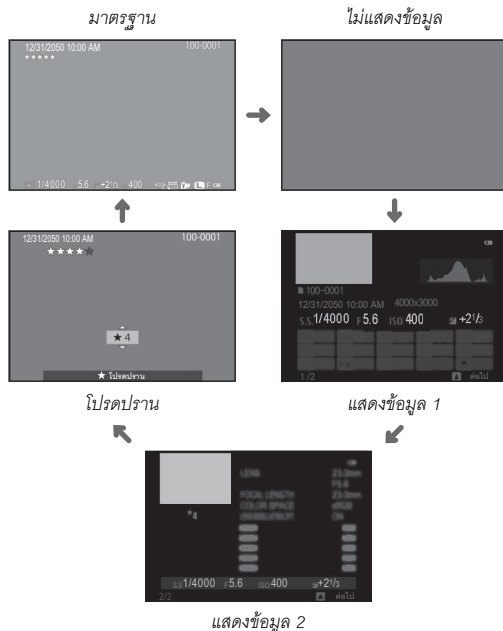 มาตรฐาน
ไม่แสดงข้อมูล
12/31/2050 10:00 AM 100-0001
★★★★★
1/4000 5.6 +2 1/3 400
12/31/2050 10:00 AM 100-0001
★★★★★
★4
★ โปรดปราน
100-0001
12/31/2050 10:00 AM 4000x3000
S.S. 1/4000 F 5.6 ISO 400 +2 1/3
1/2 ต่อไป
โปรดปราน
แสดงข้อมูล 1
LENS 23.0mm
F5.6
FOCAL LENGTH 23.0mm
COLOR SPACE sRGB
ON
★4
S.S 1/4000 F5.6 ISO 400 +2 1/3
2/2 ต่อไป
แสดงข้อมูล 2